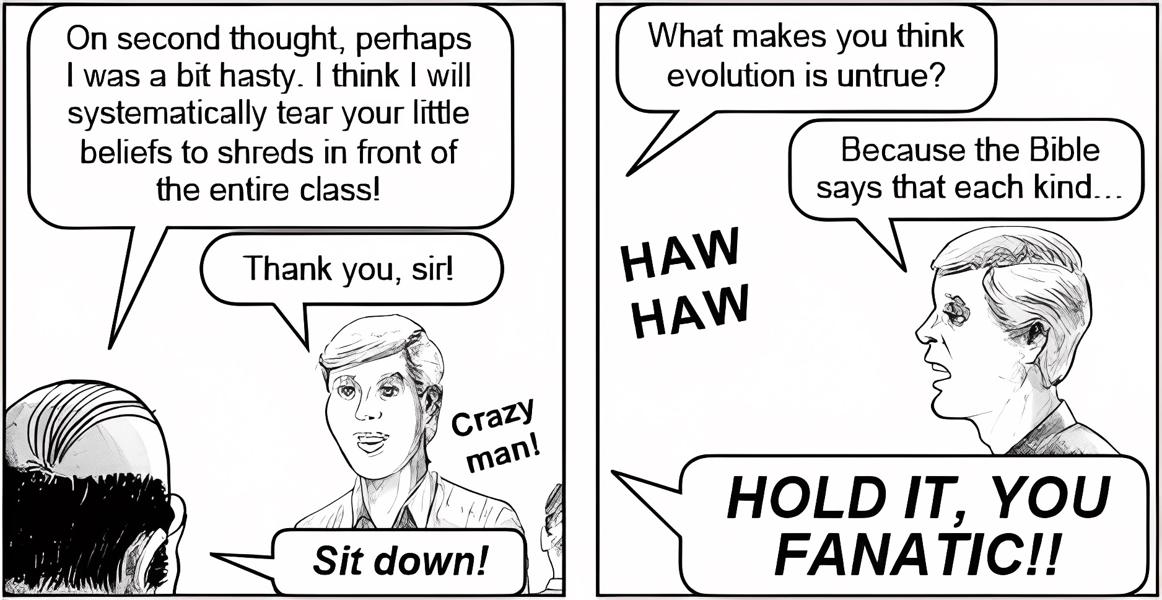 On second thought, perhaps
I was a bit hasty. I think I will
systematically tear your little
beliefs to shreds in front of
the entire class!
Thank you, sir!
Crazy
man!
Sit down!
What makes you think
evolution is untrue?
Because the Bible
says that each kind...
HAW
HAW
HOLD IT, YOU
FANATIC!!